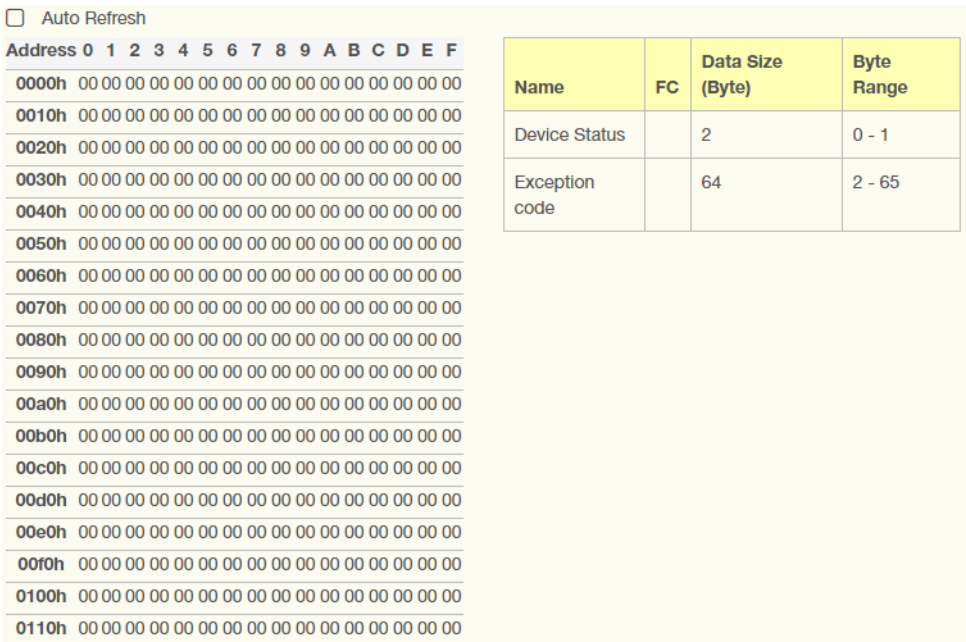 Auto Refresh
Address 0 1 2 3 4 5 6 7 8 9 A B C D E F
0000h 00 00 00 00 00 00 00 00 00 00 00 00 00 00 00 00
0010h 00 00 00 00 00 00 00 00 00 00 00 00 00 00 00 00
0020h 00 00 00 00 00 00 00 00 00 00 00 00 00 00 00 00
0030h 00 00 00 00 00 00 00 00 00 00 00 00 00 00 00 00
0040h 00 00 00 00 00 00 00 00 00 00 00 00 00 00 00 00
0050h 00 00 00 00 00 00 00 00 00 00 00 00 00 00 00 00
0060h 00 00 00 00 00 00 00 00 00 00 00 00 00 00 00 00
0070h 00 00 00 00 00 00 00 00 00 00 00 00 00 00 00 00
0080h 00 00 00 00 00 00 00 00 00 00 00 00 00 00 00 00
0090h 00 00 00 00 00 00 00 00 00 00 00 00 00 00 00 00
00a0h 00 00 00 00 00 00 00 00 00 00 00 00 00 00 00 00
00b0h 00 00 00 00 00 00 00 00 00 00 00 00 00 00 00 00
00c0h 00 00 00 00 00 00 00 00 00 00 00 00 00 00 00 00
00d0h 00 00 00 00 00 00 00 00 00 00 00 00 00 00 00 00
00e0h 00 00 00 00 00 00 00 00 00 00 00 00 00 00 00 00
00f0h 00 00 00 00 00 00 00 00 00 00 00 00 00 00 00 00
0100h 00 00 00 00 00 00 00 00 00 00 00 00 00 00 00 00
0110h 00 00 00 00 00 00 00 00 00 00 00 00 00 00 00 00
Data Size Byte
Name FC (Byte) Range
Device Status 2 0 - 1
Exception 64 2 - 65
code